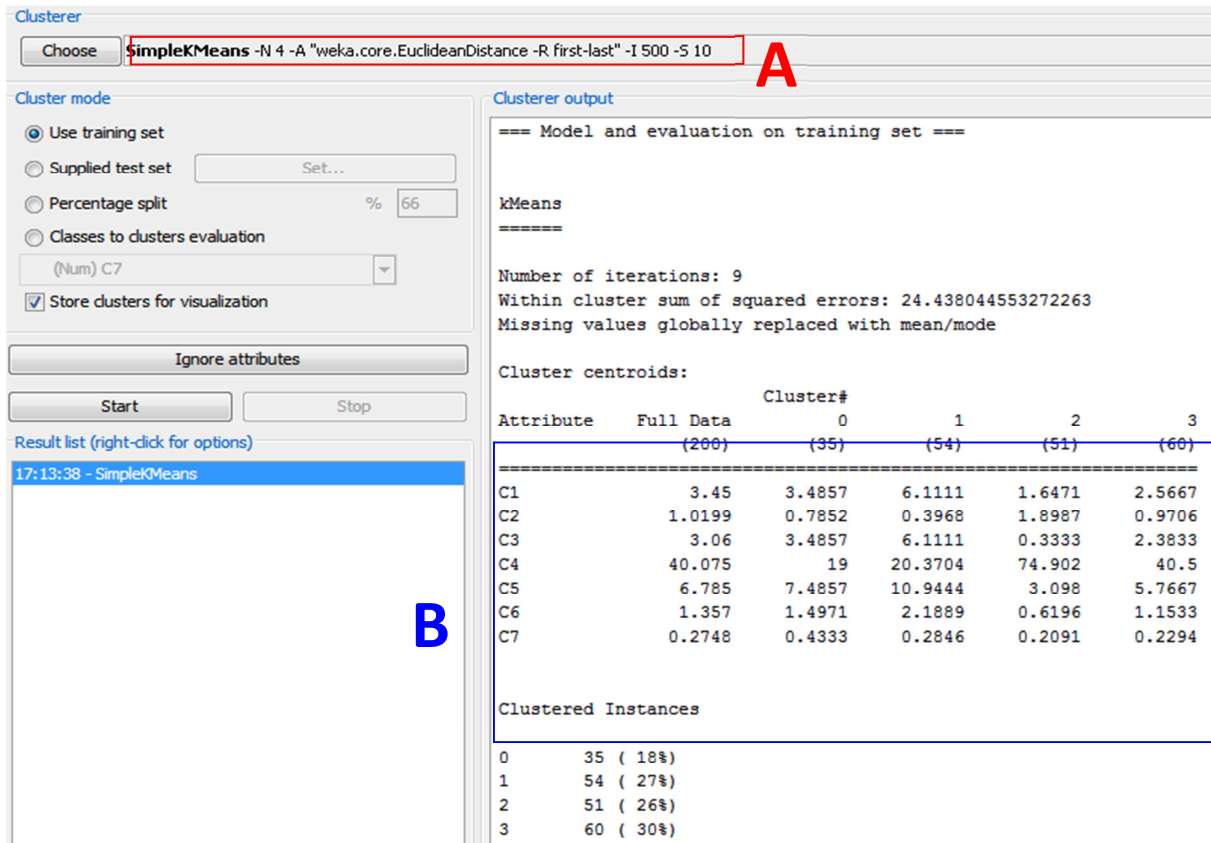 Clusterer
Choose SimpleKMeans -N 4 -A "weka.core.EuclideanDistance -R first-last" -I 500 -S 10
A
Cluster mode
Use training set
Supplied test set Set...
Percentage split % 66
Classes to clusters evaluation
(Num) C7
Store clusters for visualization
Ignore attributes
Start Stop
Result list (right-click for options)
17:13:38 - SimpleKMeans
B
Clusterer output
=== Model and evaluation on training set ===
kMeans
======
Number of iterations: 9
Within cluster sum of squared errors: 24.438044553272263
Missing values globally replaced with mean/mode
Cluster centroids:
Cluster#
Attribute Full Data 0 1 2 3
(200) (35) (54) (51) (60)
==================================================================
C1 3.45 3.4857 6.1111 1.6471 2.5667
C2 1.0199 0.7852 0.3968 1.8987 0.9706
C3 3.06 3.4857 6.1111 0.3333 2.3833
C4 40.075 19 20.3704 74.902 40.5
C5 6.785 7.4857 10.9444 3.098 5.7667
C6 1.357 1.4971 2.1889 0.6196 1.1533
C7 0.2748 0.4333 0.2846 0.2091 0.2294
Clustered Instances
0 35 ( 18%)
1 54 ( 27%)
2 51 ( 26%)
3 60 ( 30%)